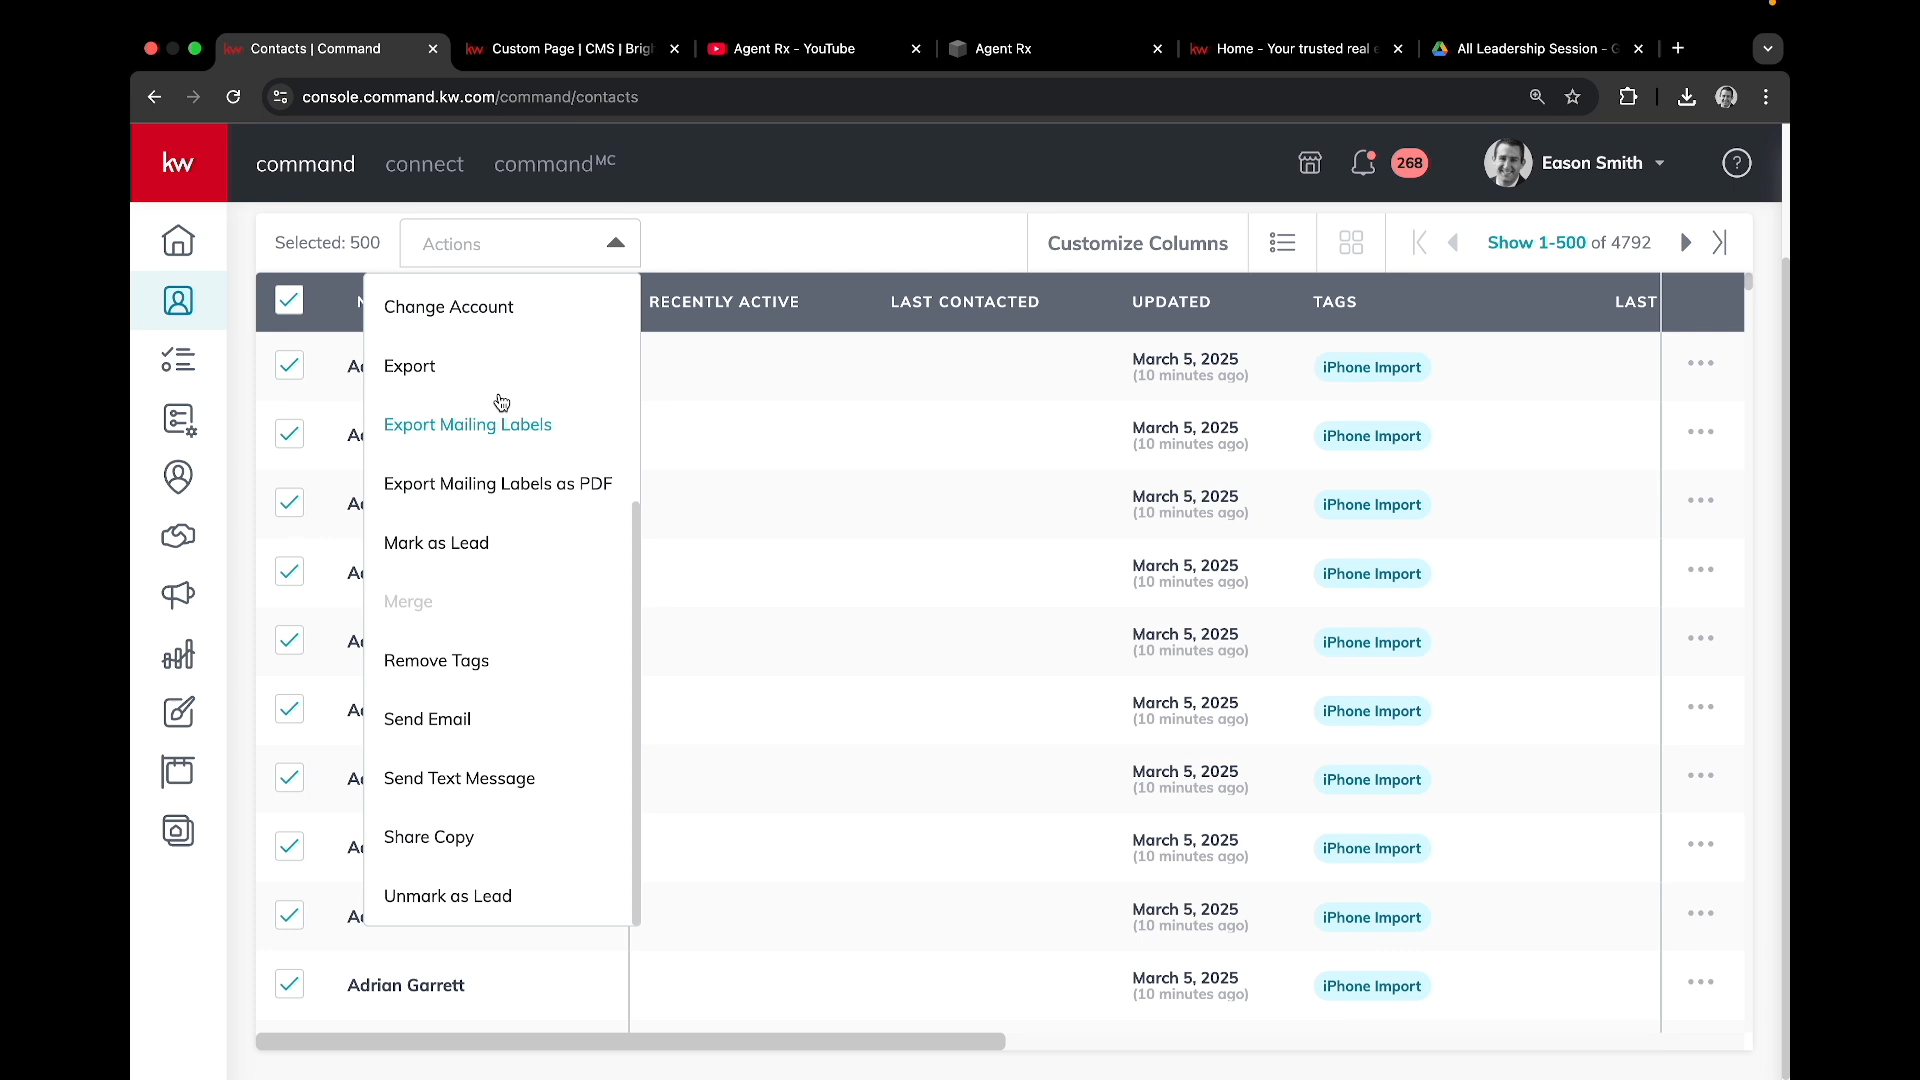 Contacts | Command
Custom Page | CMS | Brig
Agent Rx - YouTube
Agent Rx
Home - Your trusted real e
All Leadership Session - G
console.command.kw.com/command/contacts
kw
command
connect
commandMC
268
Eason Smith
?
Selected: 500
Actions
Customize Columns
Show 1-500 of 4792
RECENTLY ACTIVE
LAST CONTACTED
UPDATED
TAGS
LAST
Change Account
Export
Export Mailing Labels
Export Mailing Labels as PDF
Mark as Lead
Merge
Remove Tags
Send Email
Send Text Message
Share Copy
Unmark as Lead
March 5, 2025
(10 minutes ago)
iPhone Import
March 5, 2025
(10 minutes ago)
iPhone Import
March 5, 2025
(10 minutes ago)
iPhone Import
March 5, 2025
(10 minutes ago)
iPhone Import
March 5, 2025
(10 minutes ago)
iPhone Import
March 5, 2025
(10 minutes ago)
iPhone Import
March 5, 2025
(10 minutes ago)
iPhone Import
March 5, 2025
(10 minutes ago)
iPhone Import
March 5, 2025
(10 minutes ago)
iPhone Import
Adrian Garrett
March 5, 2025
(10 minutes ago)
iPhone Import